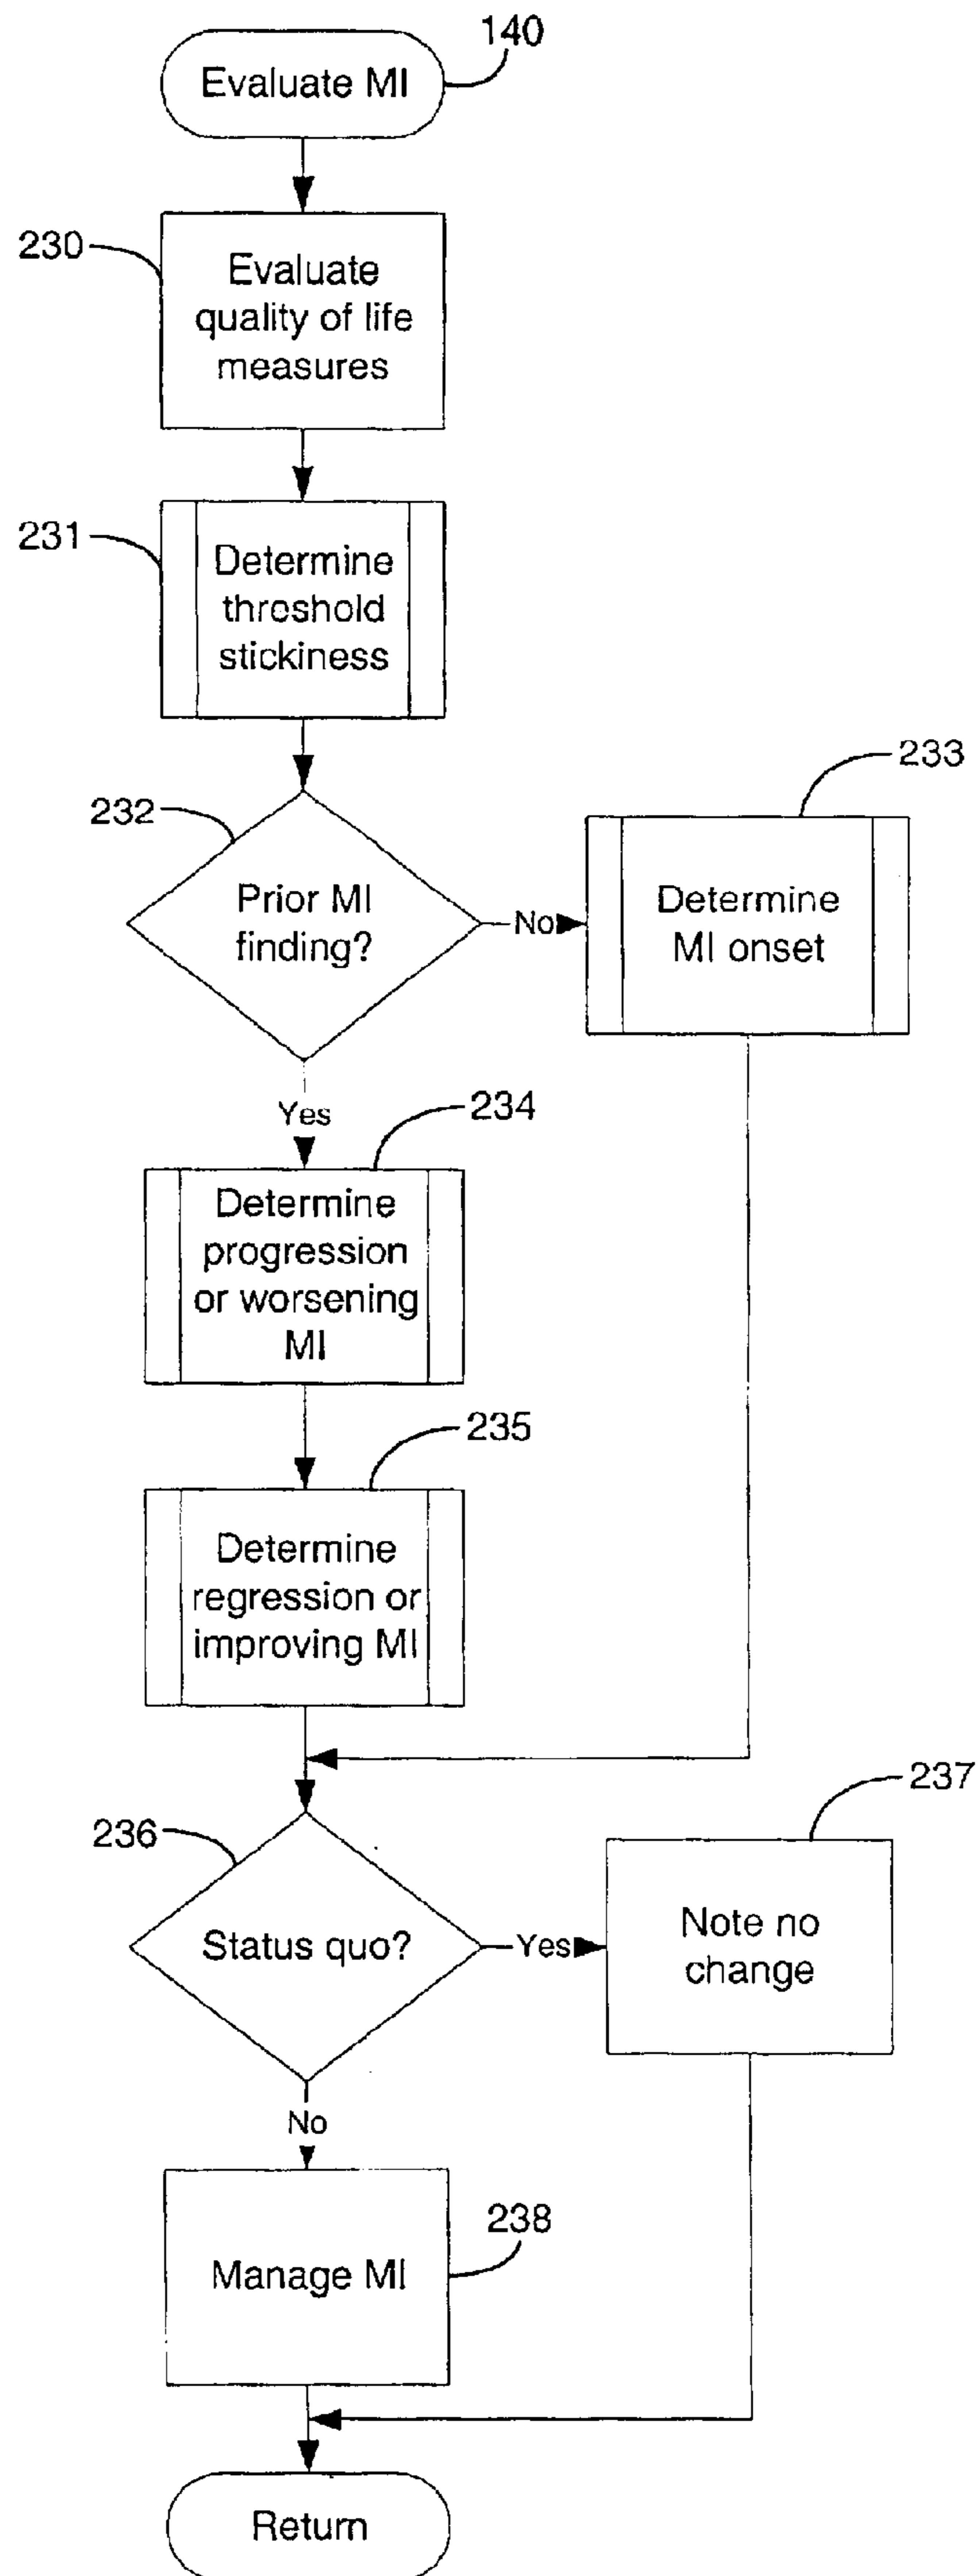 140
Evaluate MI
230
Evaluate
quality of life
measures
231
Determine
threshold
stickiness
232
Prior MI
finding?
No
233
Determine
MI onset
Yes
234
Determine
progression
or worsening
MI
235
Determine
regression or
improving MI
236
Status quo?
Yes
237
Note no
change
No
238
Manage MI
Return